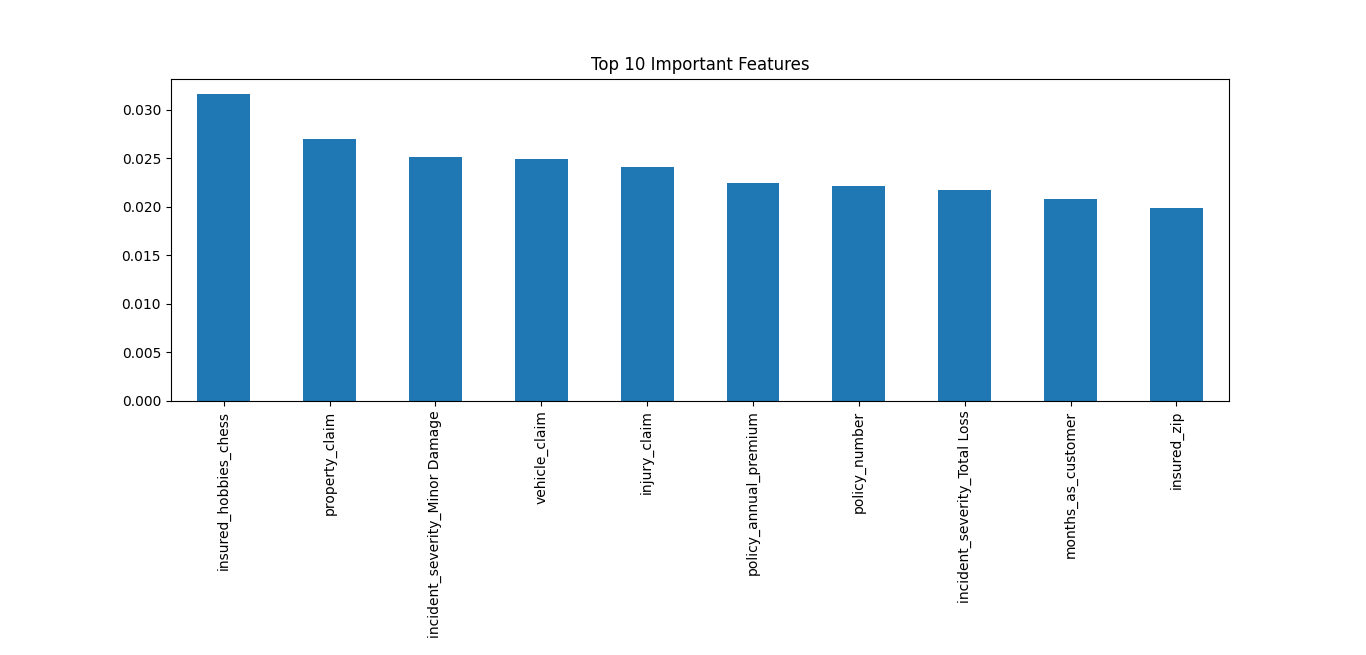 Top 10 Important Features
0.030
0.025
0.020
0.015
0.010
0.005
0.000
insured_hobbies_chess
property_claim
incident_severity_Minor Damage
vehicle_claim
injury_claim
policy_annual_premium
policy_number
incident_severity_Total Loss
months_as_customer
insured_zip